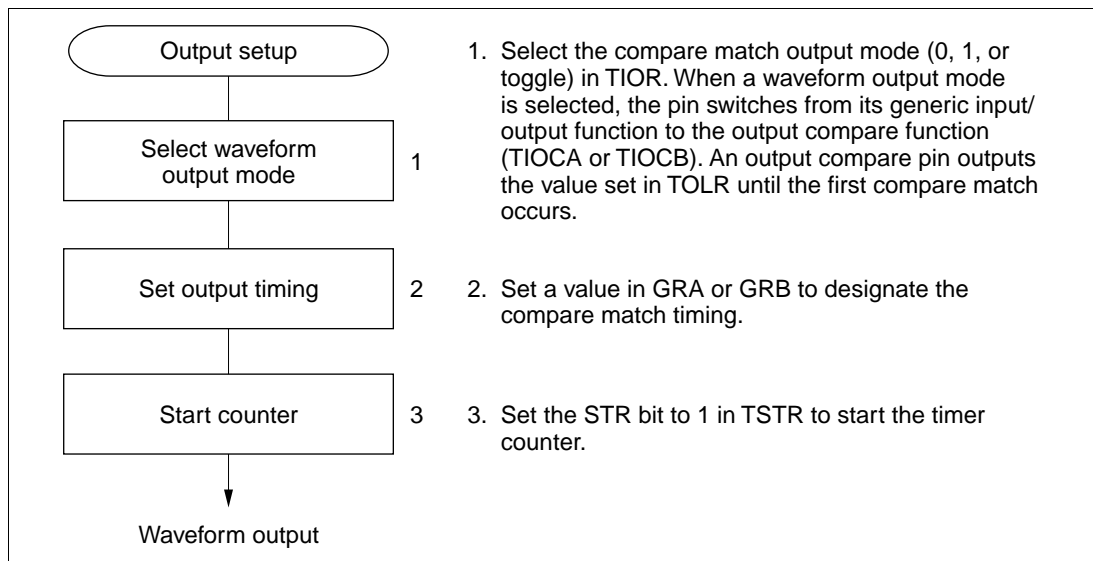 Output setup
Select waveform
output mode
1
Set output timing
2
Start counter
3
Waveform output
1. Select the compare match output mode (0, 1, or
toggle) in TIOR. When a waveform output mode
is selected, the pin switches from its generic input/
output function to the output compare function
(TIOCA or TIOCB). An output compare pin outputs
the value set in TOLR until the first compare match
occurs.
2. Set a value in GRA or GRB to designate the
compare match timing.
3. Set the STR bit to 1 in TSTR to start the timer
counter.